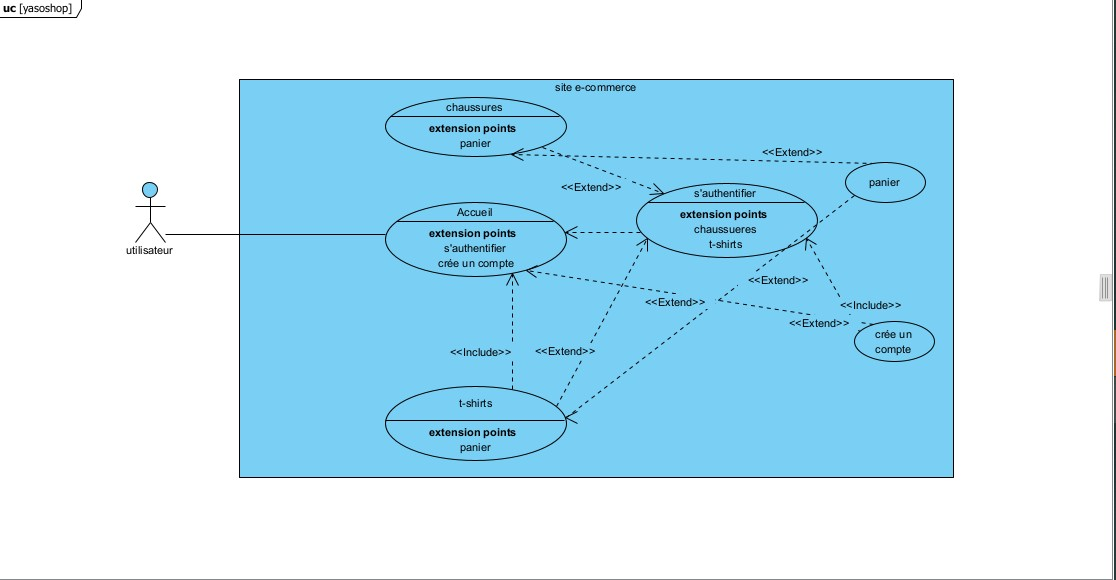 uc [yasoshop]
site e-commerce
chaussures
extension points
panier
<<Extend>>
panier
<<Extend>>
s'authentifier
extension points
chaussueres
t-shirts
Accueil
extension points
s'authentifier
crée un compte
utilisateur
<<Extend>>
<<Extend>>
<<Include>>
<<Extend>>
crée un
compte
<<Include>>
<<Extend>>
t-shirts
extension points
panier